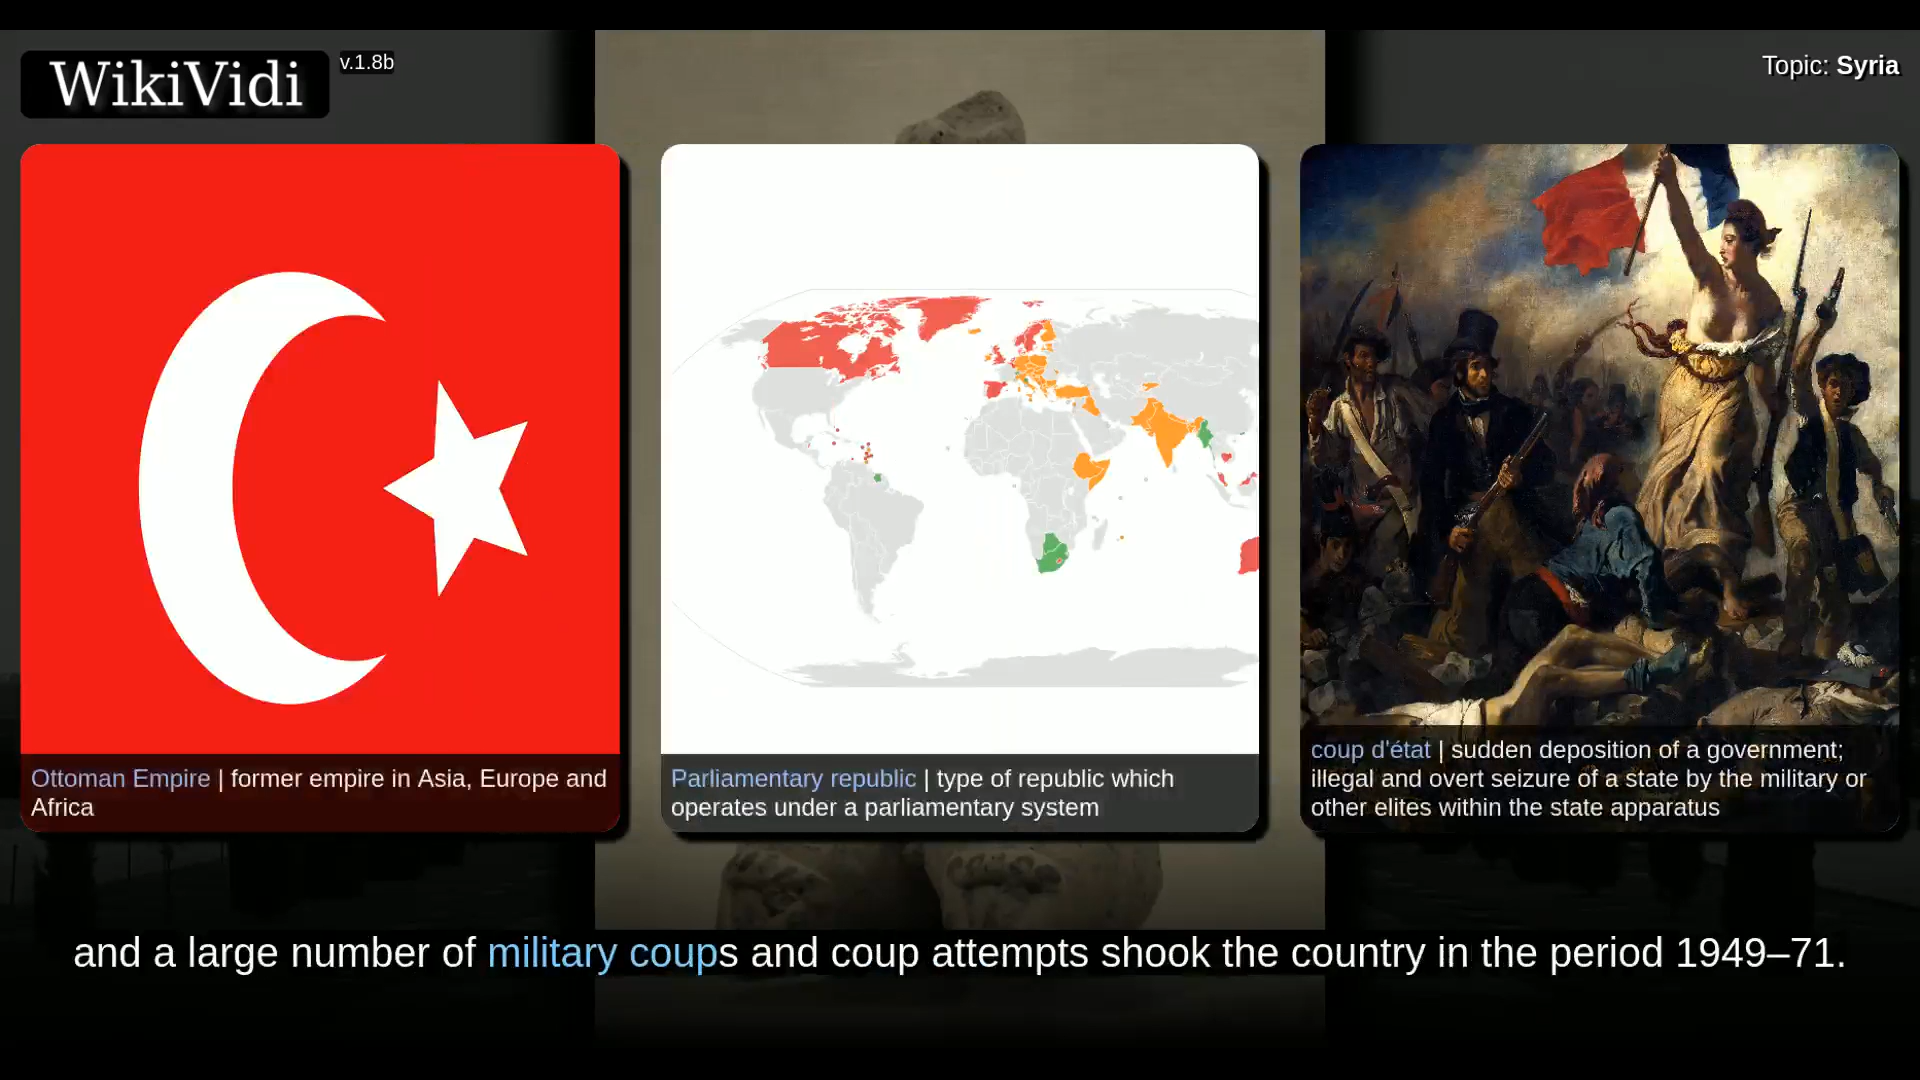 WikiVidi
v.1.8b
Topic: Syria
Ottoman Empire | former empire in Asia, Europe and
Africa
Parliamentary republic | type of republic which
operates under a parliamentary system
coup d'état | sudden deposition of a government;
illegal and overt seizure of a state by the military or
other elites within the state apparatus
and a large number of military coups and coup attempts shook the country in the period 1949–71.